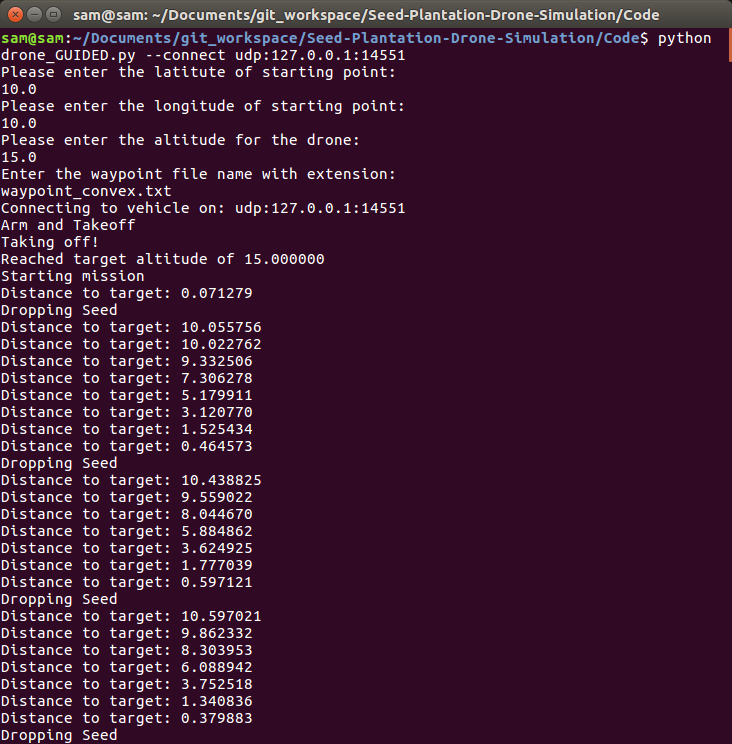 sam@sam: ~/Documents/git_workspace/Seed-Plantation-Drone-Simulation/Code
sam@sam:~/Documents/git_workspace/Seed-Plantation-Drone-Simulation/Code$ python
drone_GUIDED.py --connect udp:127.0.0.1:14551
Please enter the latitute of starting point:
10.0
Please enter the longitude of starting point:
10.0
Please enter the altitude for the drone:
15.0
Enter the waypoint file name with extension:
waypoint_convex.txt
Connecting to vehicle on: udp:127.0.0.1:14551
Arm and Takeoff
Taking off!
Reached target altitude of 15.000000
Starting mission
Distance to target: 0.071279
Dropping Seed
Distance to target: 10.055756
Distance to target: 10.022762
Distance to target: 9.332506
Distance to target: 7.306278
Distance to target: 5.179911
Distance to target: 3.120770
Distance to target: 1.525434
Distance to target: 0.464573
Dropping Seed
Distance to target: 10.438825
Distance to target: 9.559022
Distance to target: 8.044670
Distance to target: 5.884862
Distance to target: 3.624925
Distance to target: 1.777039
Distance to target: 0.597121
Dropping Seed
Distance to target: 10.597021
Distance to target: 9.862332
Distance to target: 8.303953
Distance to target: 6.088942
Distance to target: 3.752518
Distance to target: 1.340836
Distance to target: 0.379883
Dropping Seed